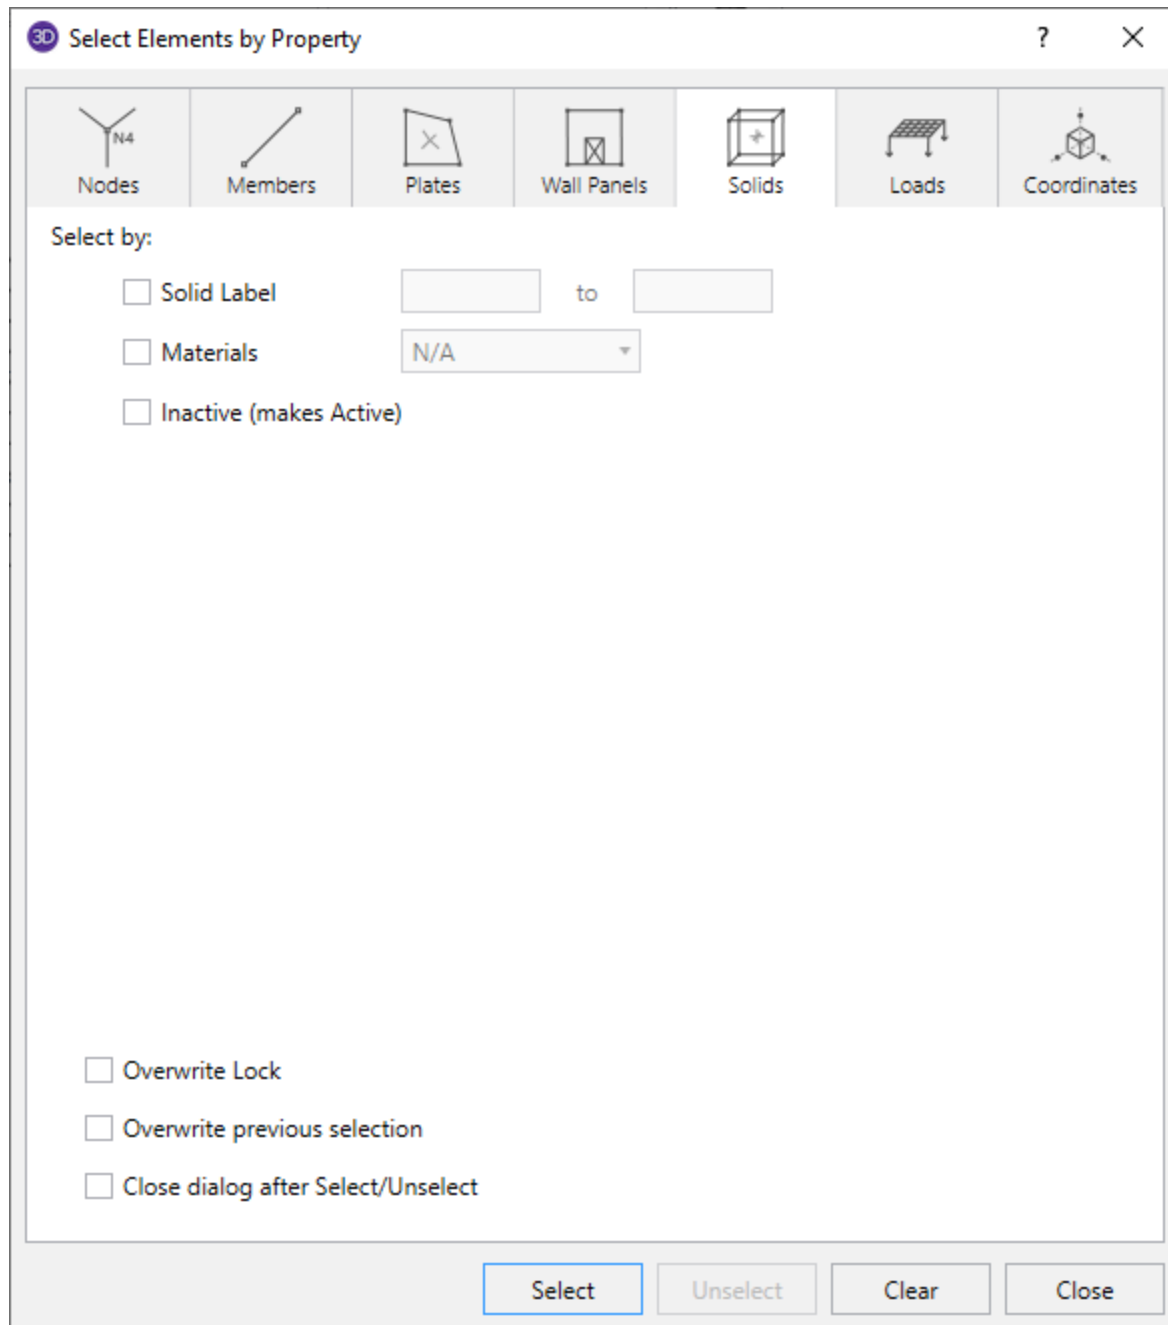 3D Select Elements by Property ?
N4
Nodes Members Plates Wall Panels Solids Loads Coordinates
Select by:
Solid Label to
Materials N/A
Inactive (makes Active)
Overwrite Lock
Overwrite previous selection
Close dialog after Select/Unselect
Select Unselect Clear Close